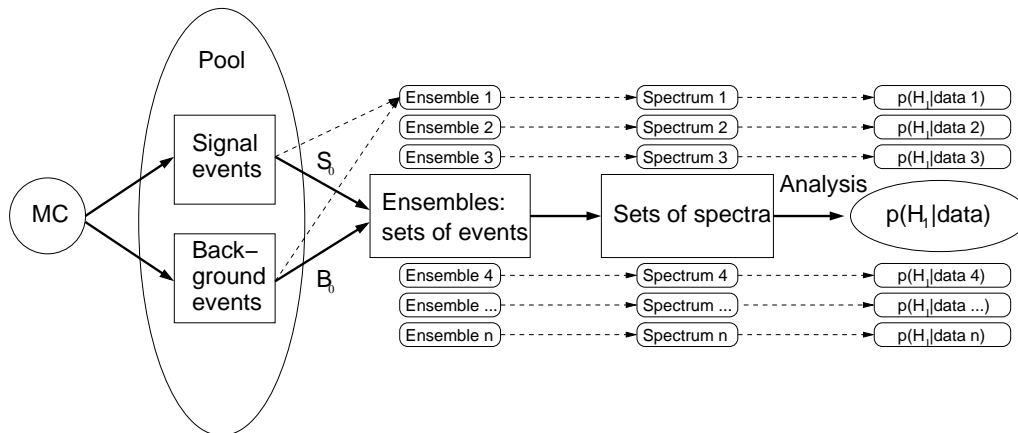 Pool
Signal
events
MC
Back-
ground
events
S₀
B₀
Ensemble 1
Spectrum 1
p(H₁|data 1)
Ensemble 2
Spectrum 2
p(H₁|data 2)
Ensemble 3
Spectrum 3
p(H₁|data 3)
Ensembles:
sets of events
Sets of spectra
Analysis
p(H₁|data)
Ensemble 4
Spectrum 4
p(H₁|data 4)
Ensemble ...
Spectrum ...
p(H₁|data ...)
Ensemble n
Spectrum n
p(H₁|data n)